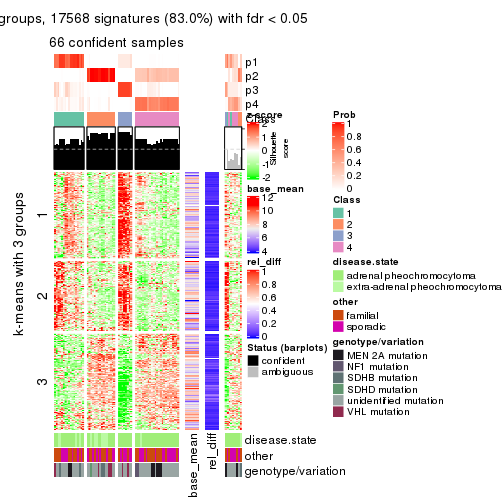 groups, 17568 signatures (83.0%) with fdr < 0.05
66 confident samples
p1
p2
p3
p4
Class
Silhouette
score
k-means with 3 groups
1
2
3
z-score
2
1
0
-1
-2
base_mean
12
10
8
6
4
rel_diff
1
0.8
0.6
0.4
0.2
0
Status (barplots)
confident
ambiguous
Prob
1
0.8
0.6
0.4
0.2
0
Class
1
2
3
4
disease.state
adrenal pheochromocytoma
extra-adrenal pheochromocytoma
other
familial
sporadic
genotype/variation
MEN 2A mutation
NF1 mutation
SDHB mutation
SDHD mutation
unidentified mutation
VHL mutation
disease.state
other
genotype/variation
base_mean
rel_diff